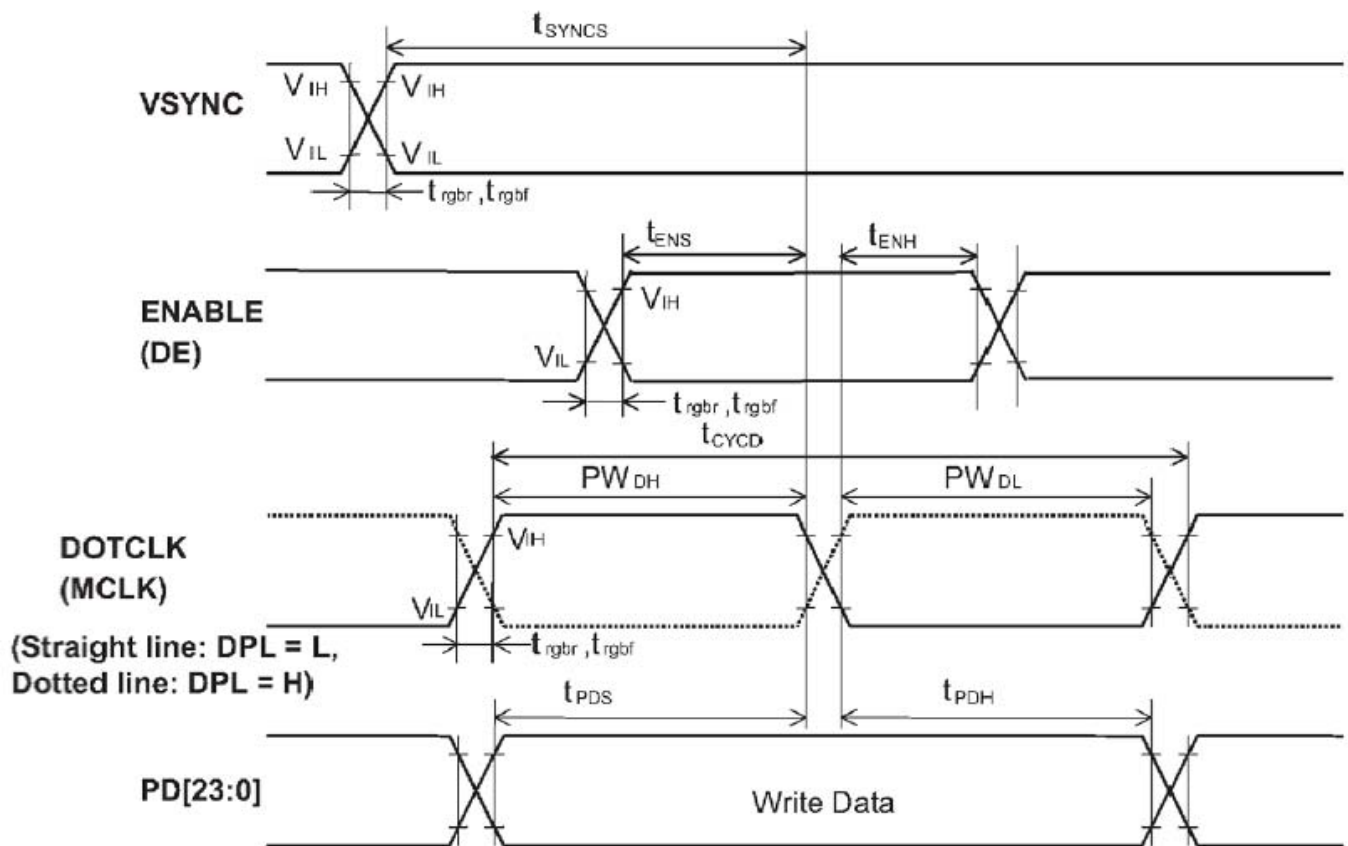 tSYNCS
VSYNC
VIH
VIH
VIL
VIL
trgbr ,trgbf
tENS
tENH
ENABLE
(DE)
VIH
VIL
trgbr ,trgbf
tCYCD
PWDH
PWDL
DOTCLK
(MCLK)
VIH
VIL
(Straight line: DPL = L,
Dotted line: DPL = H)
trgbr ,trgbf
tPDS
tPDH
PD[23:0]
Write Data